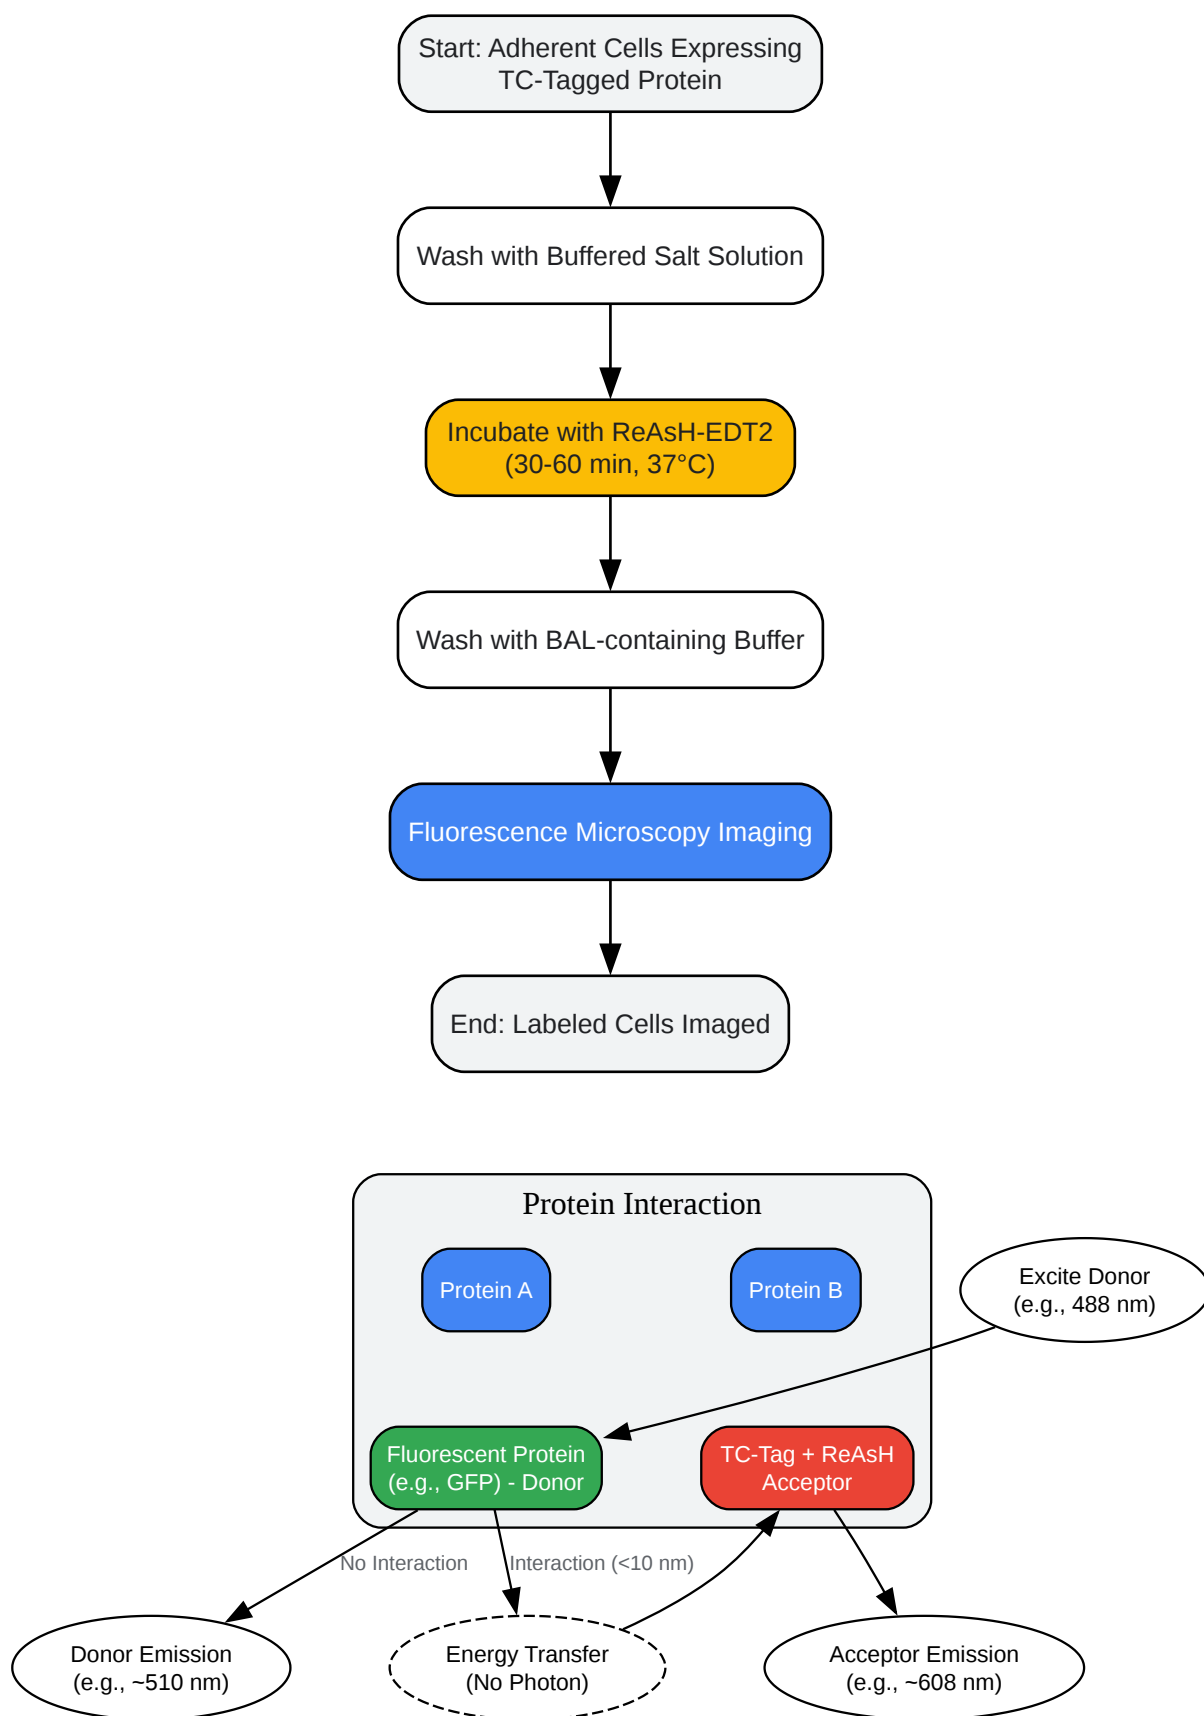 Start: Adherent Cells Expressing
TC-Tagged Protein
Wash with Buffered Salt Solution
Incubate with ReAsH-EDT2
(30-60 min, 37°C)
Wash with BAL-containing Buffer
Fluorescence Microscopy Imaging
End: Labeled Cells Imaged
Protein Interaction
Protein A
Protein B
Excite Donor
(e.g., 488 nm)
Fluorescent Protein
(e.g., GFP) - Donor
TC-Tag + ReAsH
Acceptor
No Interaction
Interaction (<10 nm)
Donor Emission
(e.g., ~510 nm)
Energy Transfer
(No Photon)
Acceptor Emission
(e.g., ~608 nm)